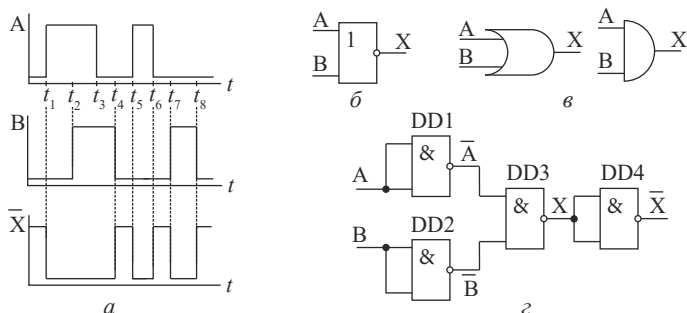 A
t
t1 t2 t3 t4 t5 t6 t7 t8
B
t
X̅
t
а
A
B
1
X
б
A
B
X
A
B
X
в
DD1
&
A̅
A
DD3
&
X
DD4
&
X̅
B
DD2
&
B̅
г